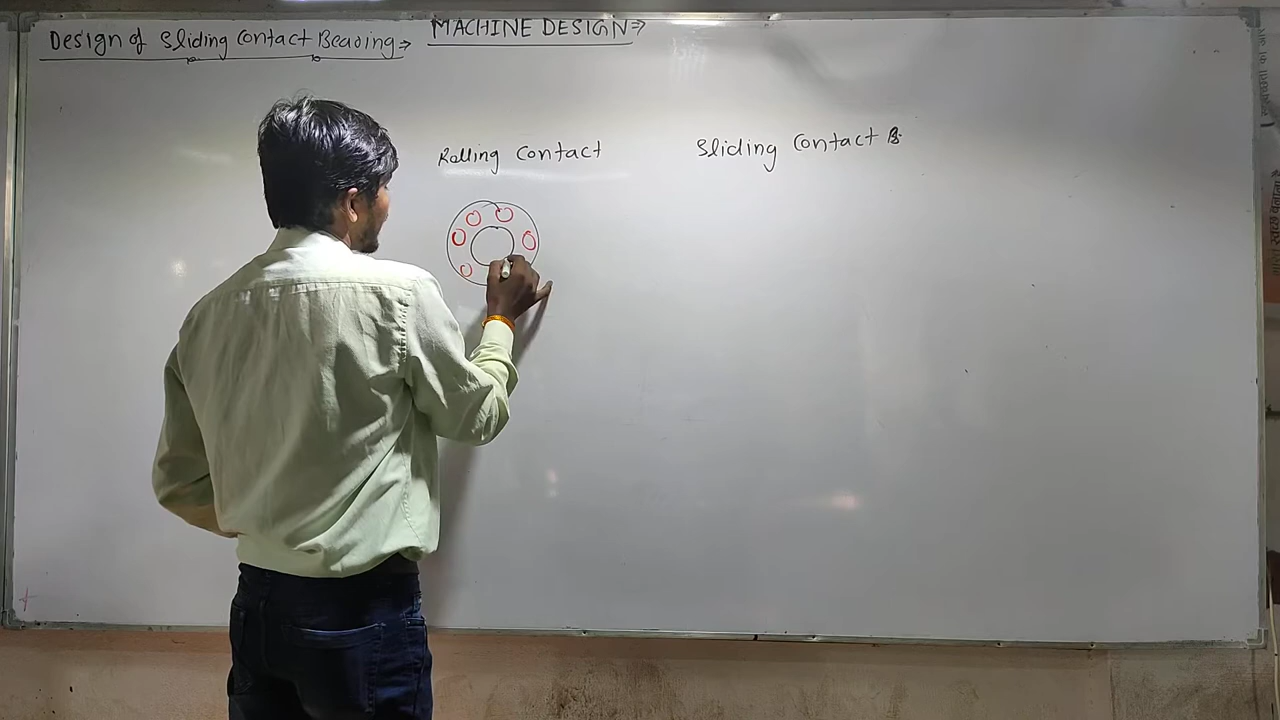 Design of Sliding Contact Bearing⇒
MACHINE DESIGN⇒
Rolling Contact
Sliding Contact B